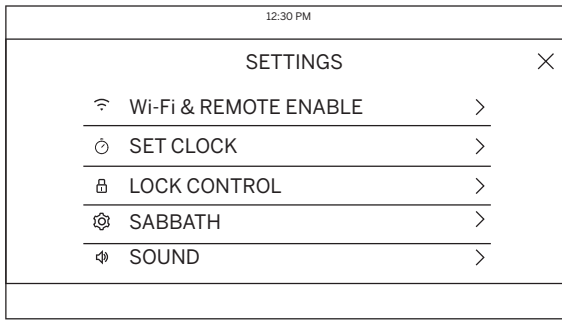 12:30 PM
SETTINGS
Wi-Fi & REMOTE ENABLE
SET CLOCK
LOCK CONTROL
SABBATH
SOUND